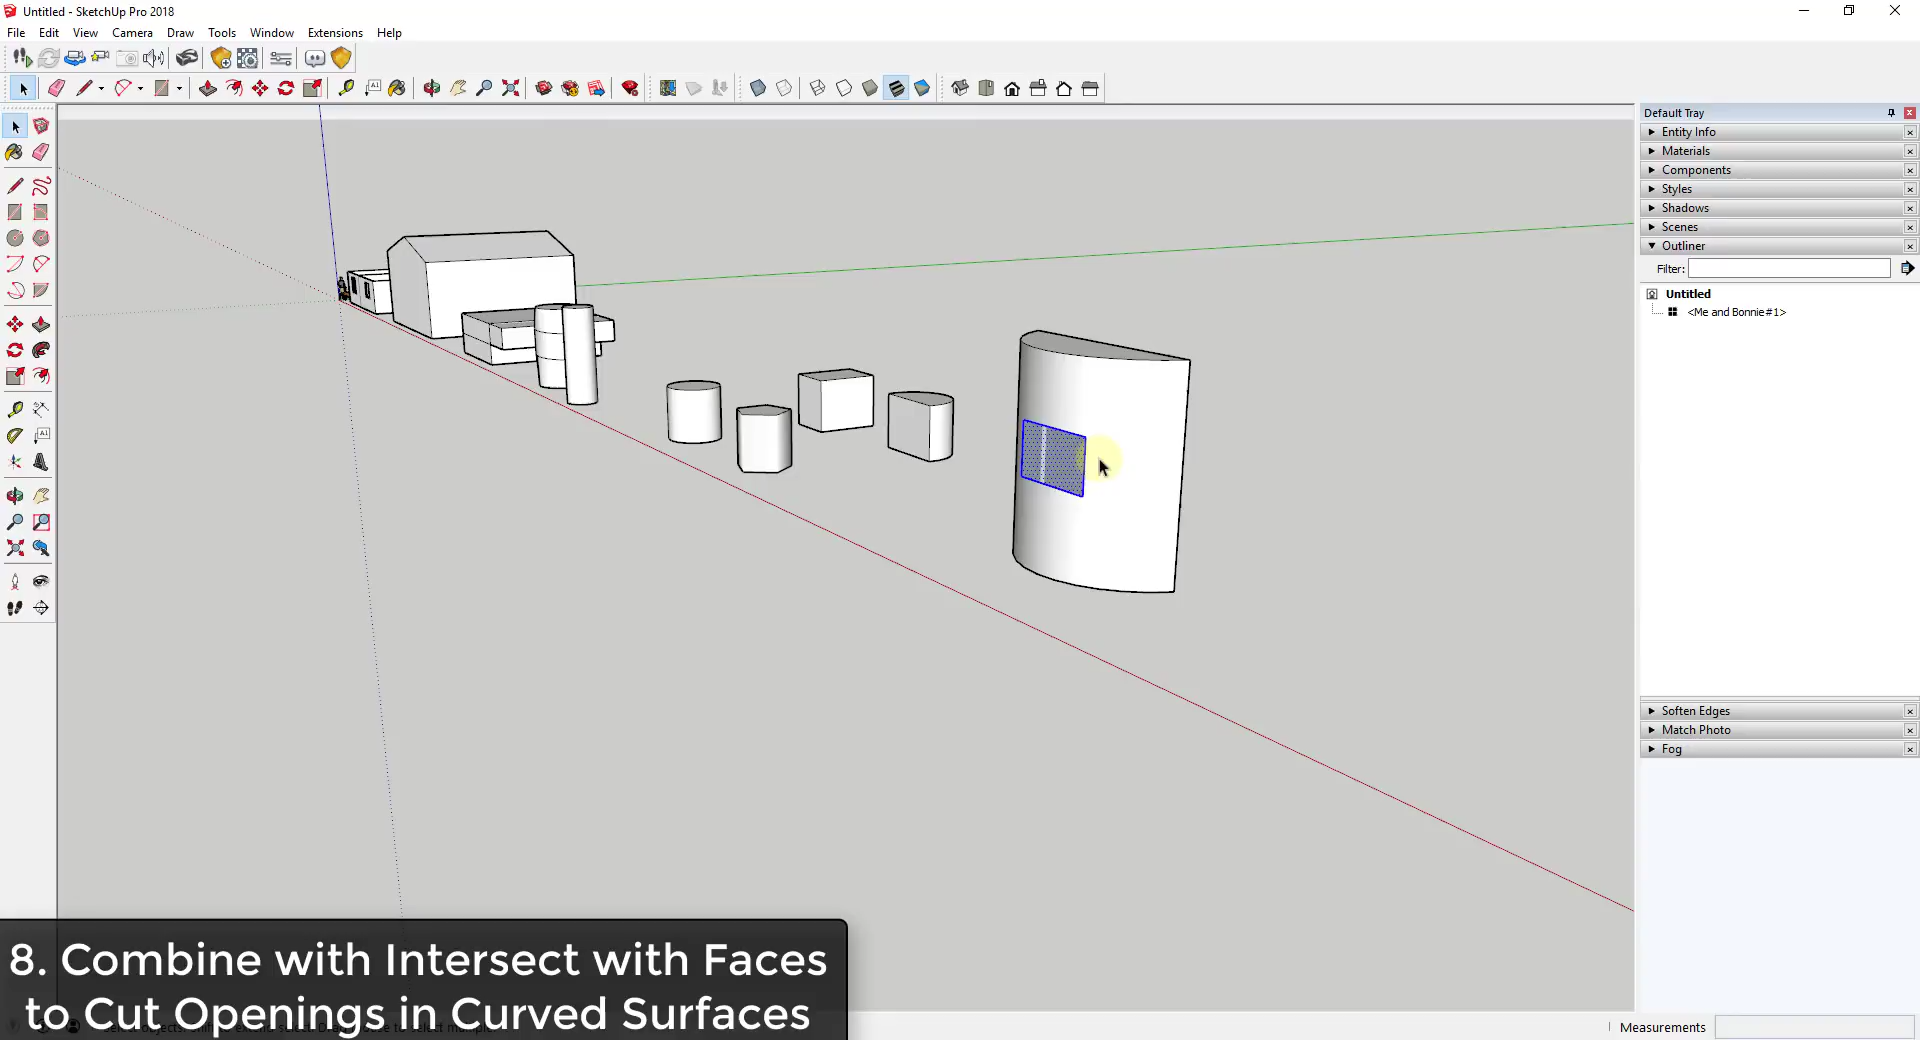 Untitled - SketchUp Pro 2018
File Edit View Camera Draw Tools Window Extensions Help
Default Tray
Entity Info
Materials
Components
Styles
Shadows
Scenes
Outliner
Filter:
Untitled
<Me and Bonnie#1>
Soften Edges
Match Photo
Fog
8. Combine with Intersect with Faces
to Cut Openings in Curved Surfaces
Measurements